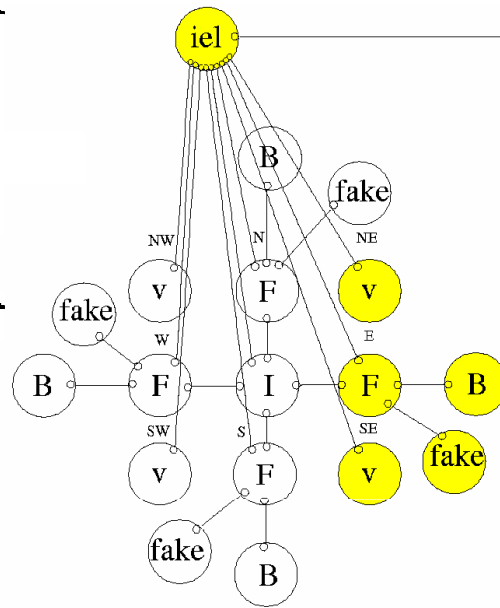 iel
B
fake
NW N NE
v F v
fake
W E
B F I F B
SW S SE
v F v fake
fake
B